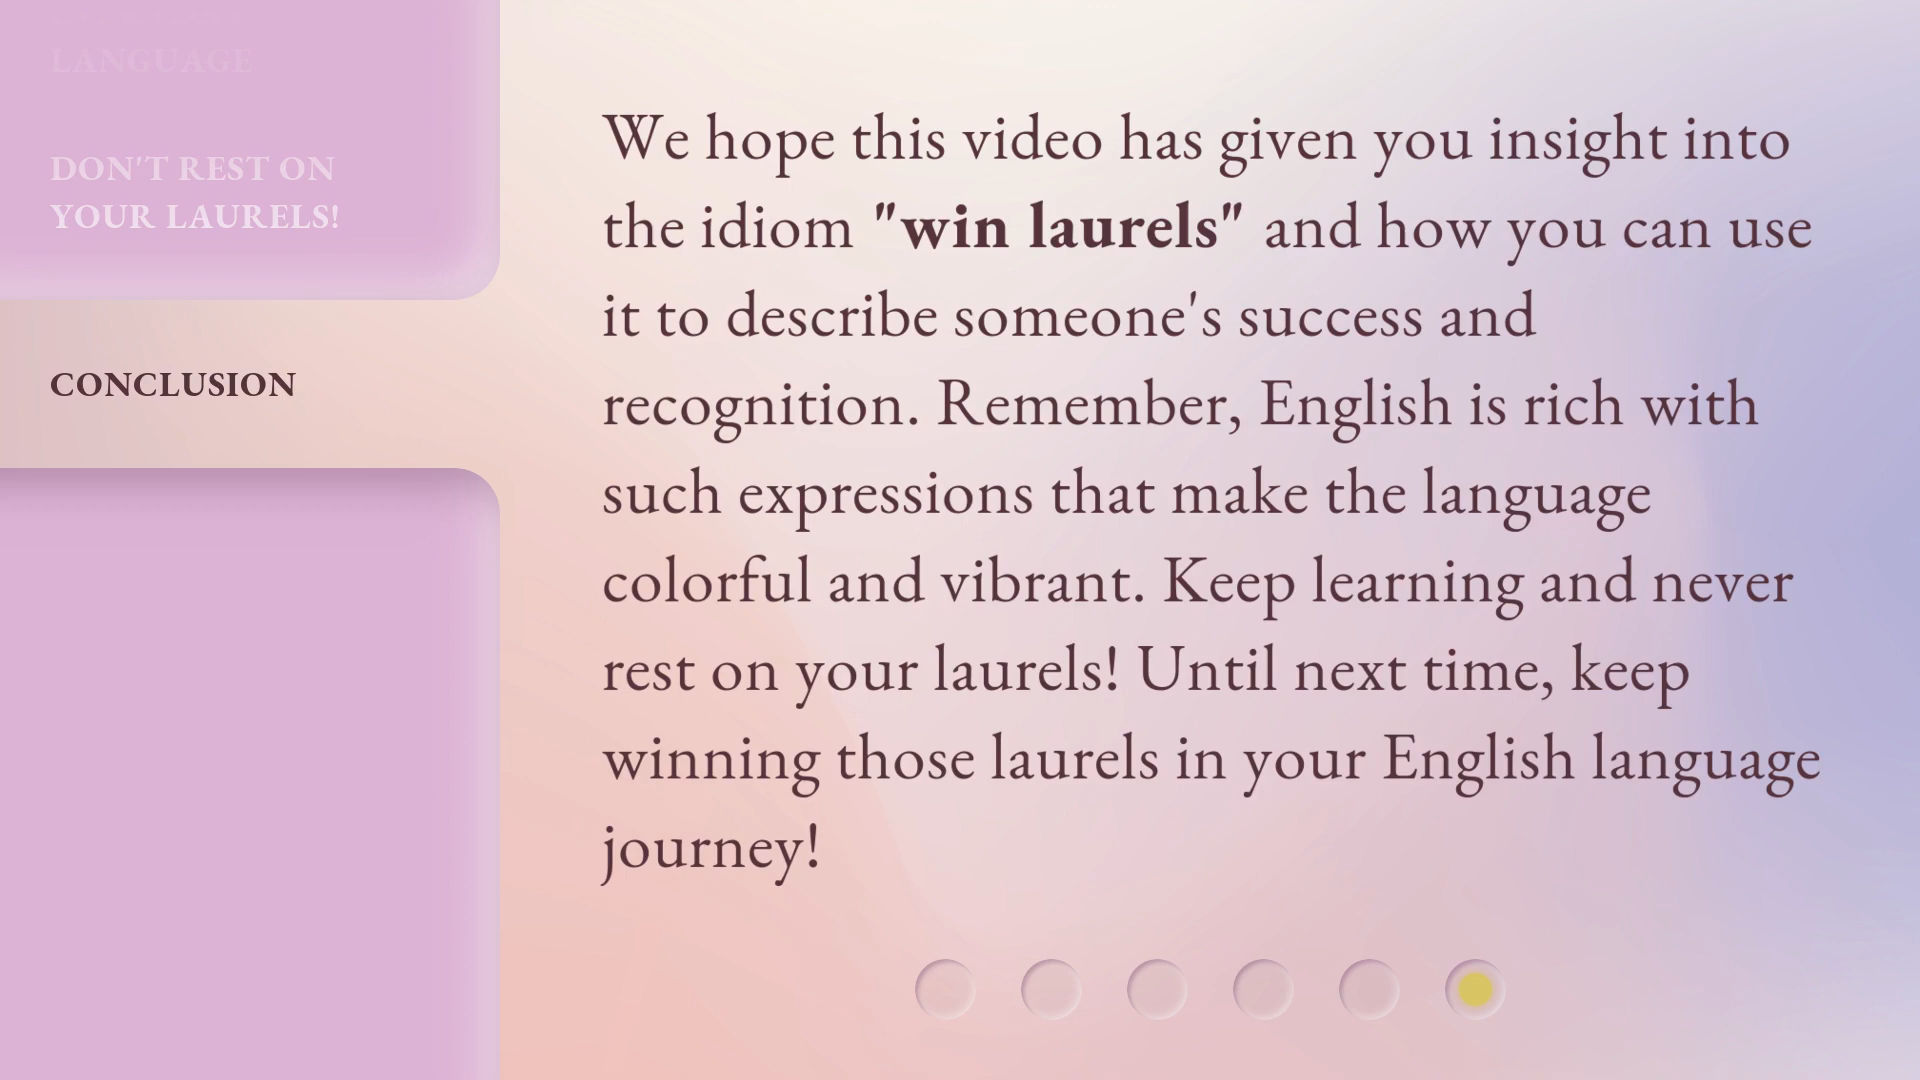 LANGUAGE
DON'T REST ON
YOUR LAURELS!
CONCLUSION
We hope this video has given you insight into
the idiom "win laurels" and how you can use
it to describe someone's success and
recognition. Remember, English is rich with
such expressions that make the language
colorful and vibrant. Keep learning and never
rest on your laurels! Until next time, keep
winning those laurels in your English language
journey!